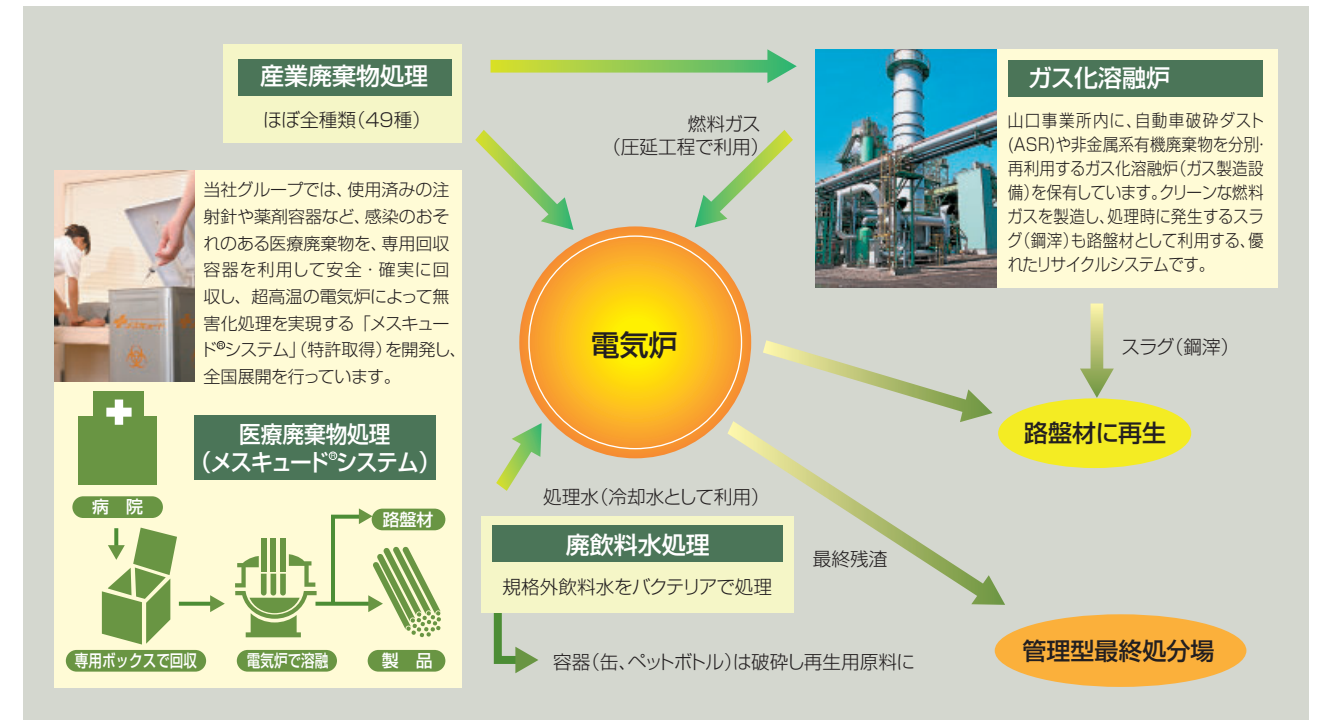 産業廃棄物処理
ほぼ全種類（49種）
燃料ガス
（圧延工程で利用）
ガス化溶融炉
山口事業所内に、自動車破砕ダスト
(ASR)や非金属系有機廃棄物を分別・
再利用するガス化溶融炉（ガス製造設
備）を保有しています。クリーンな燃料
ガスを製造し、処理時に発生するスラ
グ（鋼滓）も路盤材として利用する、優
れたリサイクルシステムです。
当社グループでは、使用済みの注
射針や薬剤容器など、感染のおそ
れのある医療廃棄物を、専用回収
容器を利用して安全・確実に回
収し、超高温の電気炉によって無
害化処理を実現する「メスキュー
ド®システム」（特許取得）を開発し、
全国展開を行っています。
電気炉
スラグ（鋼滓）
路盤材に再生
医療廃棄物処理
（メスキュード®システム）
病 院
専用ボックスで回収
電気炉で溶融
路盤材
製 品
処理水（冷却水として利用）
廃飲料水処理
規格外飲料水をバクテリアで処理
容器（缶、ペットボトル）は破砕し再生用原料に
最終残渣
管理型最終処分場